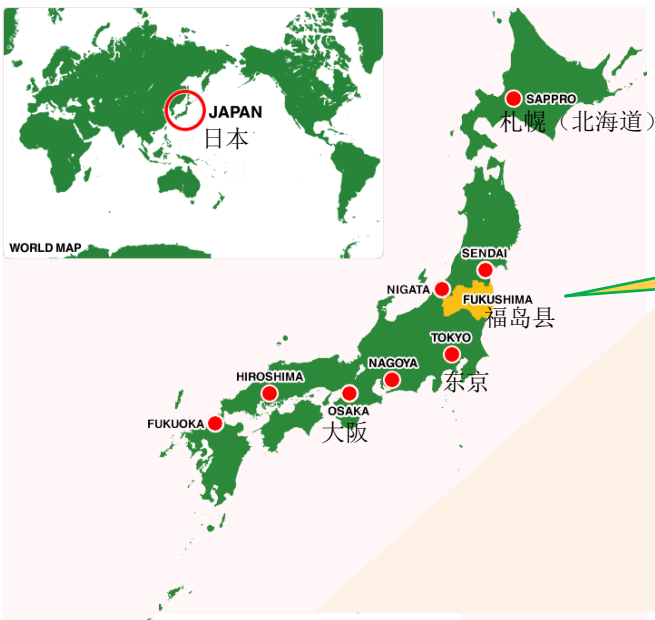 JAPAN
日本
WORLD MAP
SAPPRO
札幌（北海道）
SENDAI
NIGATA
FUKUSHIMA
福岛县
TOKYO
东京
NAGOYA
HIROSHIMA
OSAKA
大阪
FUKUOKA